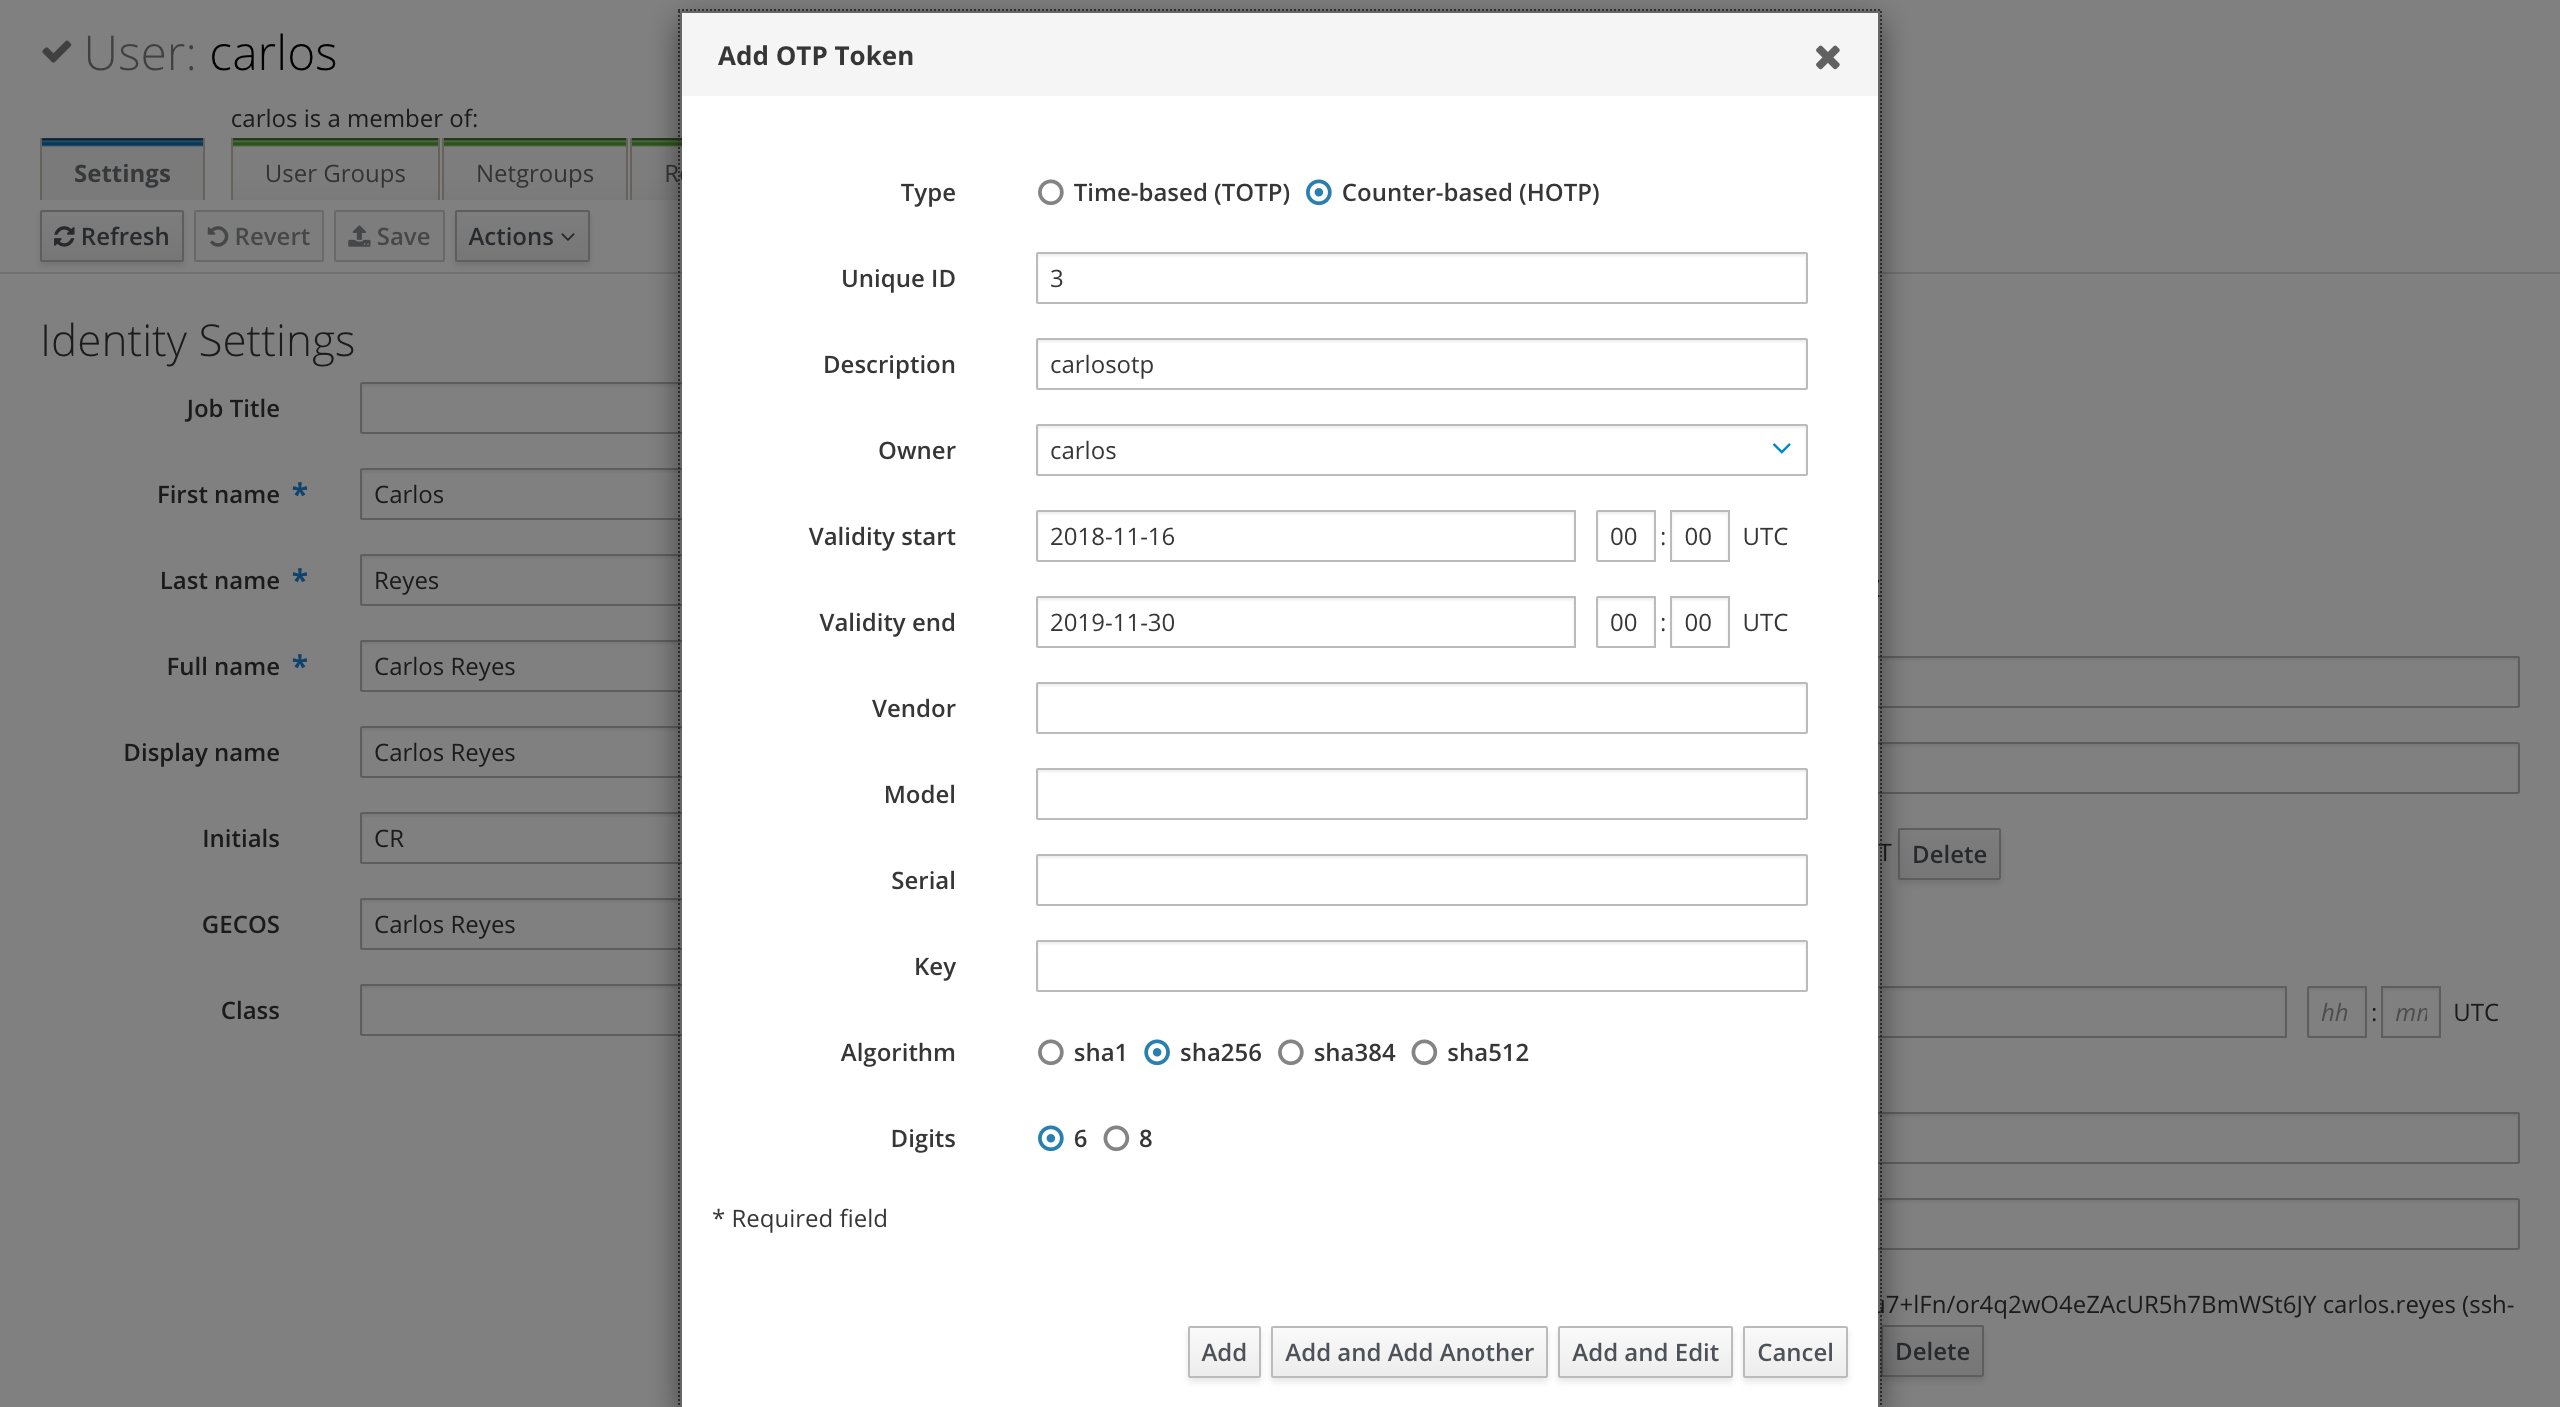 User: carlos
carlos is a member of:
Settings
User Groups
Netgroups
Refresh
Revert
Save
Actions
Identity Settings
Job Title
First name * Carlos
Last name * Reyes
Full name * Carlos Reyes
Display name Carlos Reyes
Initials CR
GECOS Carlos Reyes
Class
Add OTP Token
Type Time-based (TOTP) Counter-based (HOTP)
Unique ID 3
Description carlosotp
Owner carlos
Validity start 2018-11-16 00 : 00 UTC
Validity end 2019-11-30 00 : 00 UTC
Vendor
Model
Serial
Key
Algorithm sha1 sha256 sha384 sha512
Digits 6 8
* Required field
Add
Add and Add Another
Add and Edit
Cancel
T Delete
hh : UTC
7+lFn/or4q2wO4eZAcUR5h7BmWSt6JY carlos.reyes (ssh-
Delete